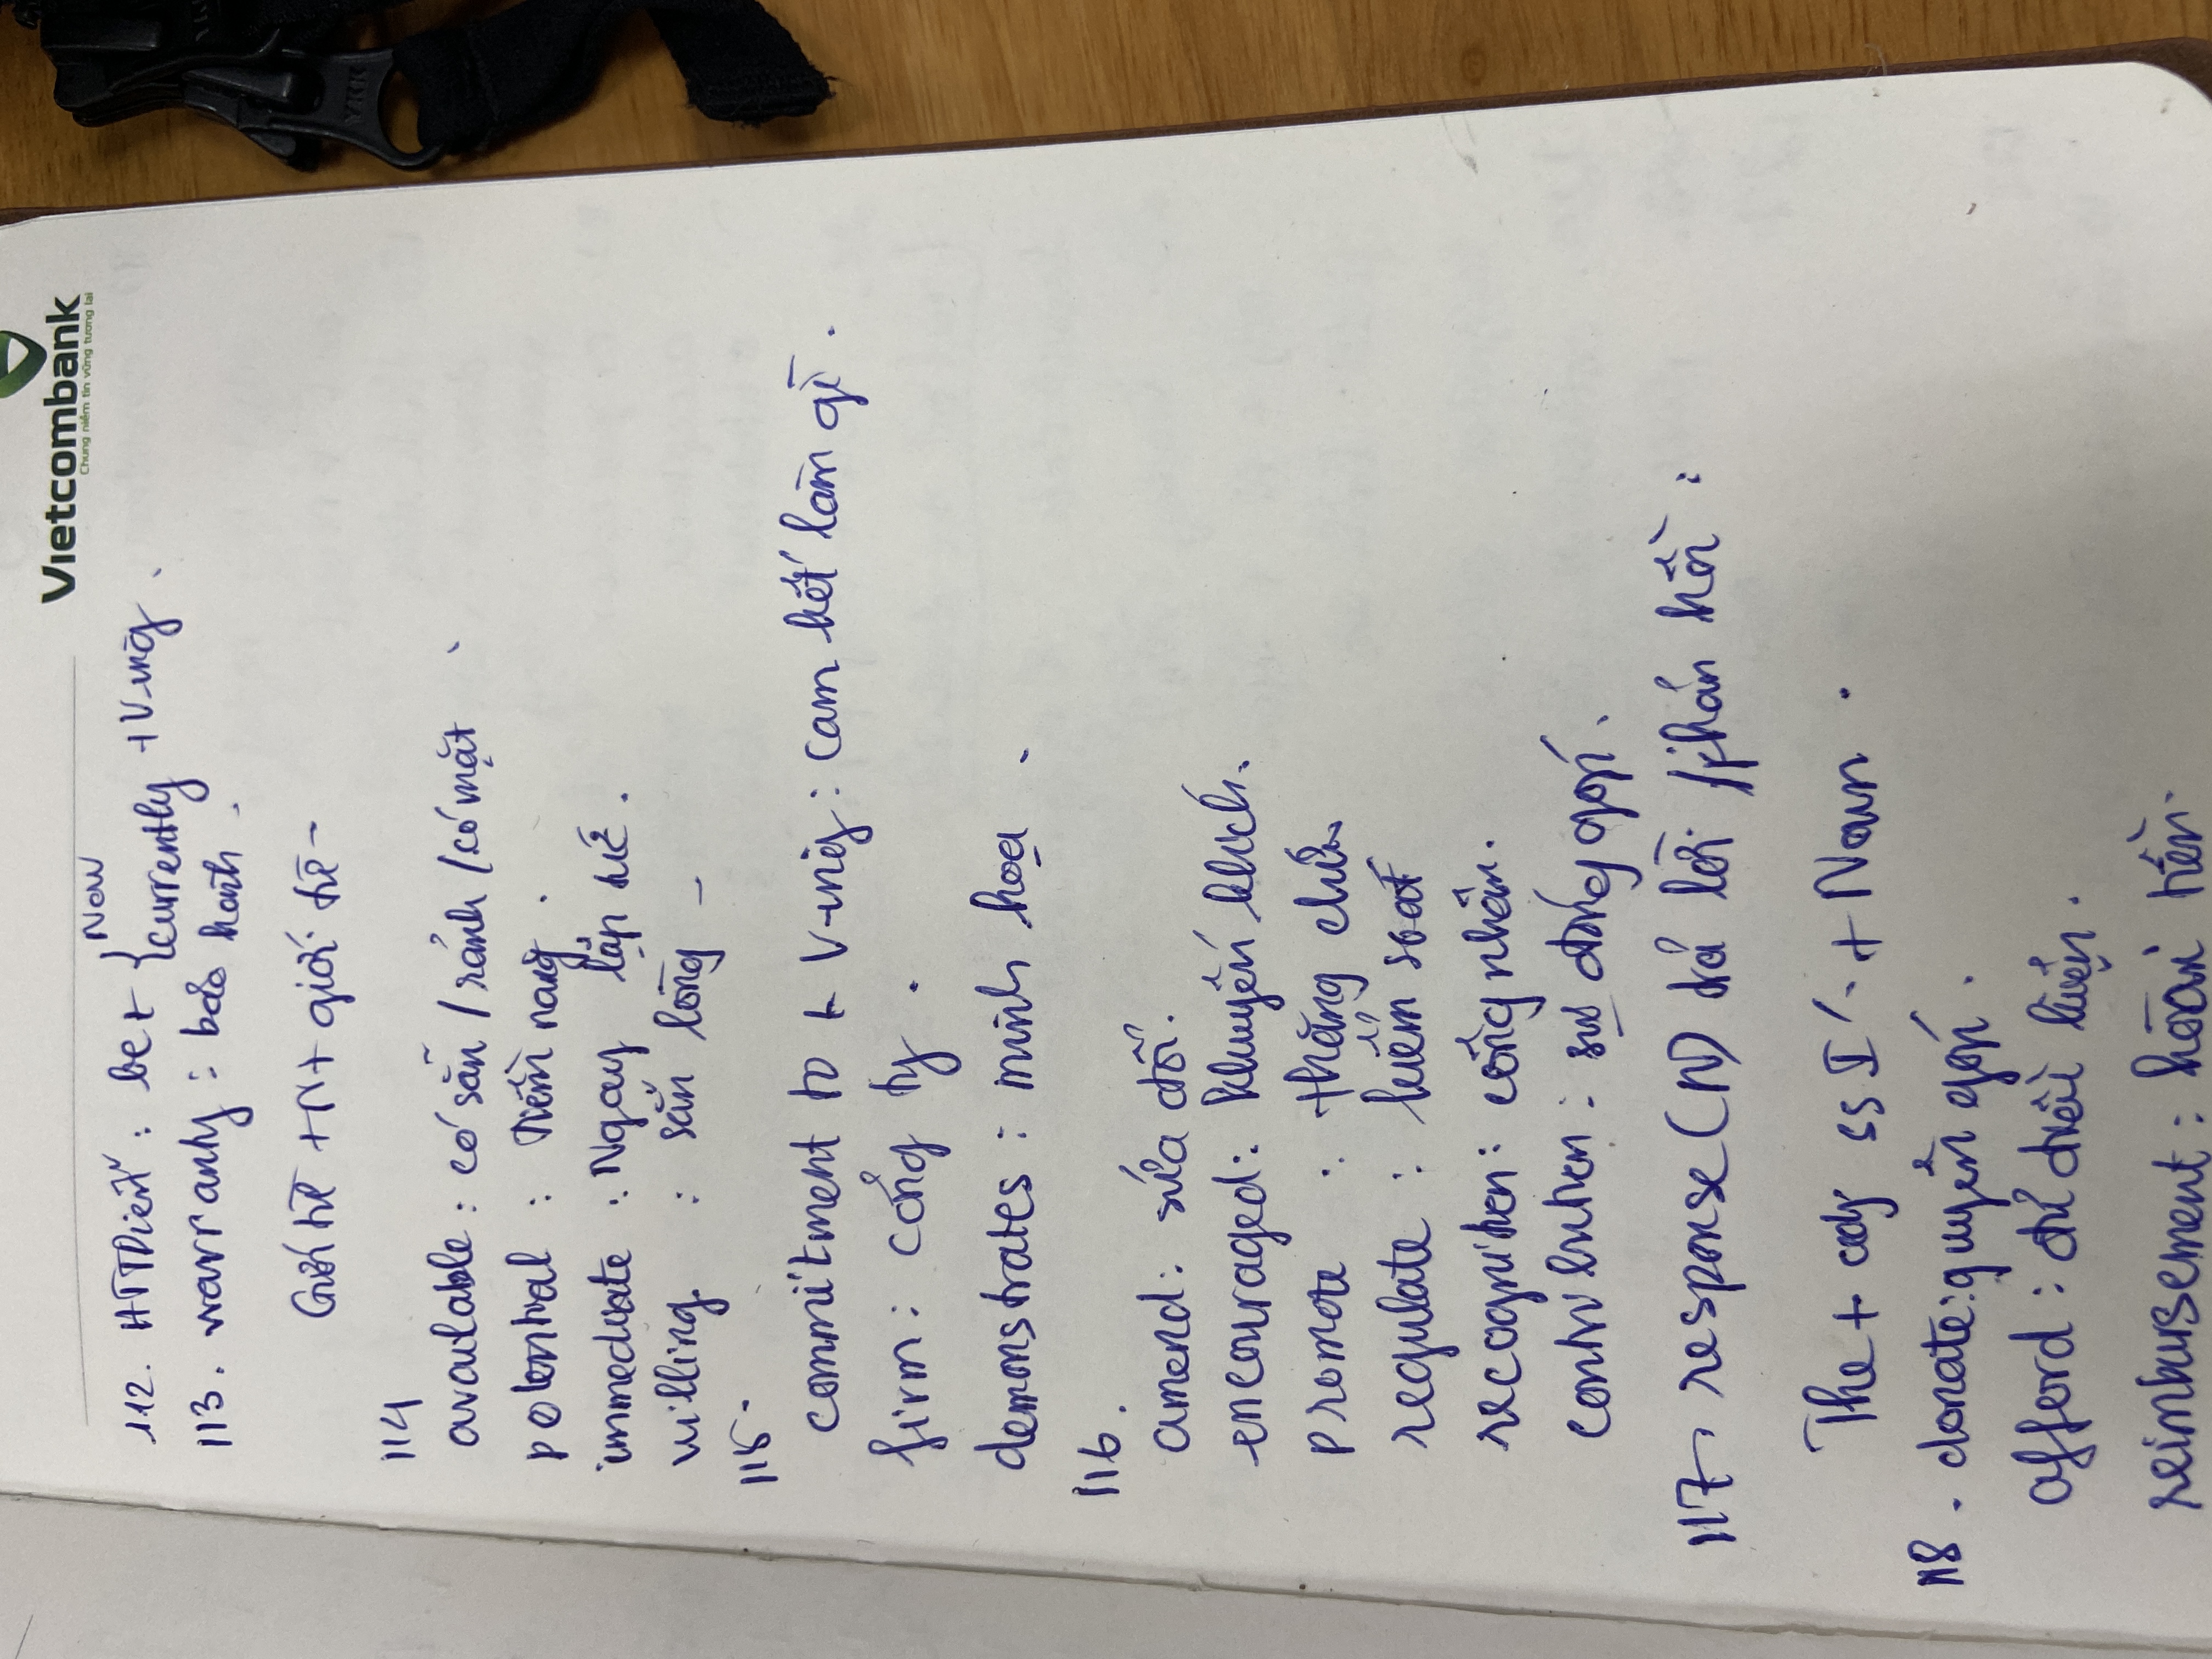 Vietcombank
Chung niềm tin vững tương lai
112. HTTDiễn : be + { Now / currently + V-ing .
113. warranty : bảo hành .
Giới từ + N + giới từ -
114
available : có sẵn / rảnh / có mặt
potential : tiềm năng .
immediate : Ngay lập tức .
willing : sẵn lòng -
115.
commitment to + V-ing : cam kết làm gì .
firm : công ty .
demonstrates : minh họa .
116.
amend : sửa đổi .
encouraged : khuyến khích .
promote : thăng chức
regulate : kiểm soát
recognition : công nhận .
contribution : sự đóng góp .
117. response (N) trả lời / phản hồi :
The + adj ss I + Noun .
118 . donate : quyên góp .
afford : đủ điều kiện .
reimbursement : hoàn tiền .